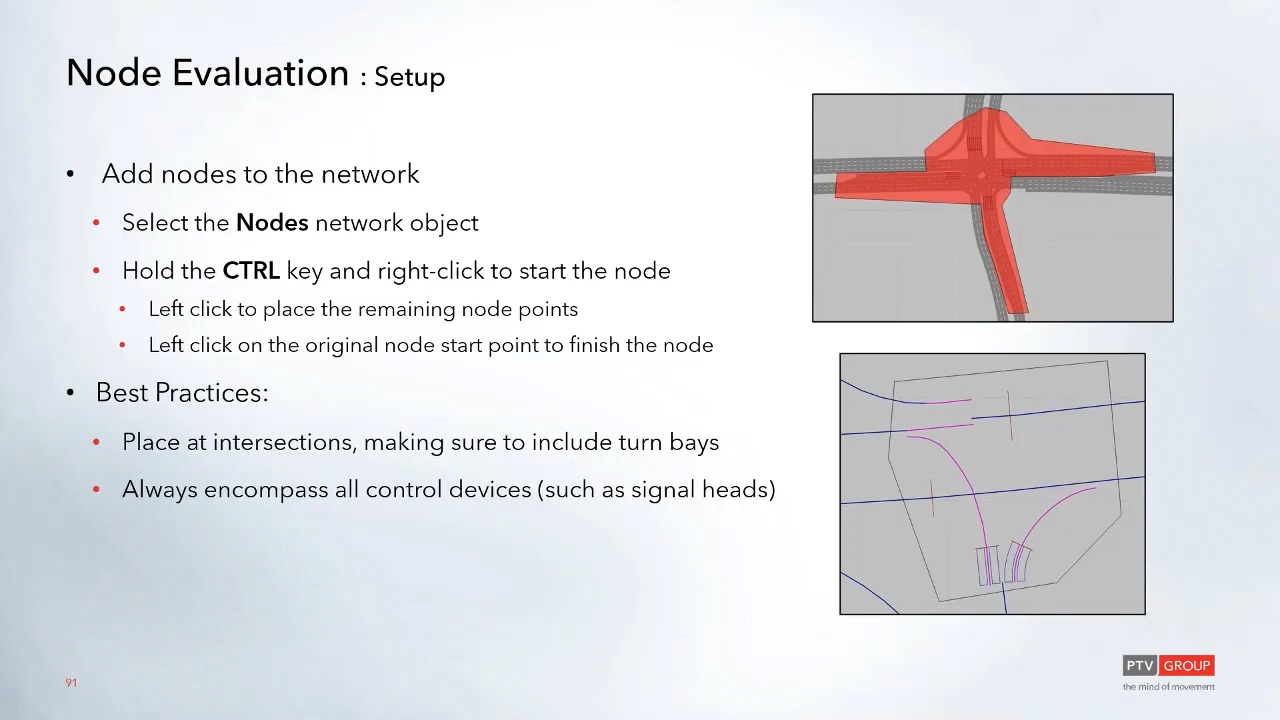 Node Evaluation : Setup
• Add nodes to the network
• Select the Nodes network object
• Hold the CTRL key and right-click to start the node
• Left click to place the remaining node points
• Left click on the original node start point to finish the node
• Best Practices:
• Place at intersections, making sure to include turn bays
• Always encompass all control devices (such as signal heads)
91
PTV GROUP
the mind of movement